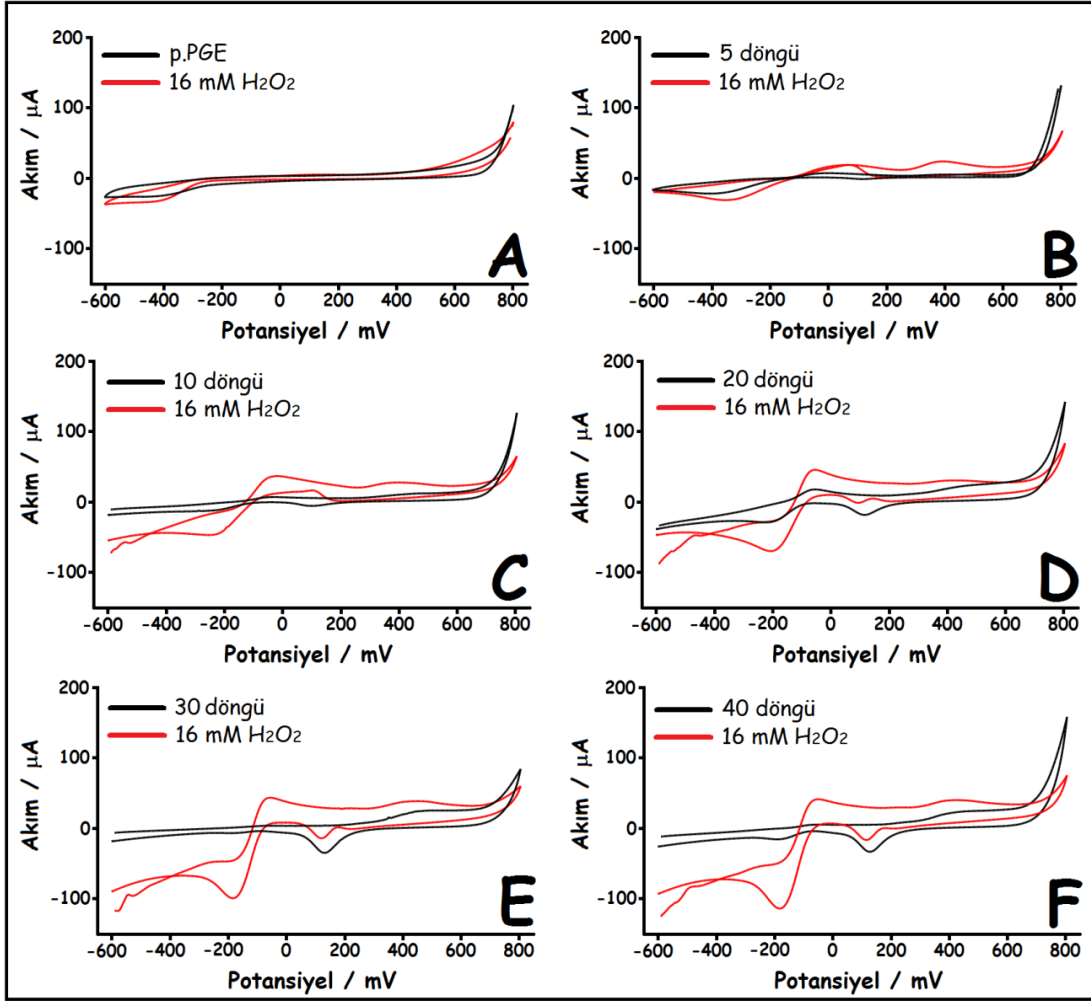 p.PGE
16 mM H₂O₂
Akım / µA
200
100
0
-100
-600 -400 -200 0 200 400 600 800
Potansiyel / mV
A
5 döngü
16 mM H₂O₂
Akım / µA
200
100
0
-100
-600 -400 -200 0 200 400 600 800
Potansiyel / mV
B
10 döngü
16 mM H₂O₂
Akım / µA
200
100
0
-100
-600 -400 -200 0 200 400 600 800
Potansiyel / mV
C
20 döngü
16 mM H₂O₂
Akım / µA
200
100
0
-100
-600 -400 -200 0 200 400 600 800
Potansiyel / mV
D
30 döngü
16 mM H₂O₂
Akım / µA
200
100
0
-100
-600 -400 -200 0 200 400 600 800
Potansiyel / mV
E
40 döngü
16 mM H₂O₂
Akım / µA
200
100
0
-100
-600 -400 -200 0 200 400 600 800
Potansiyel / mV
F